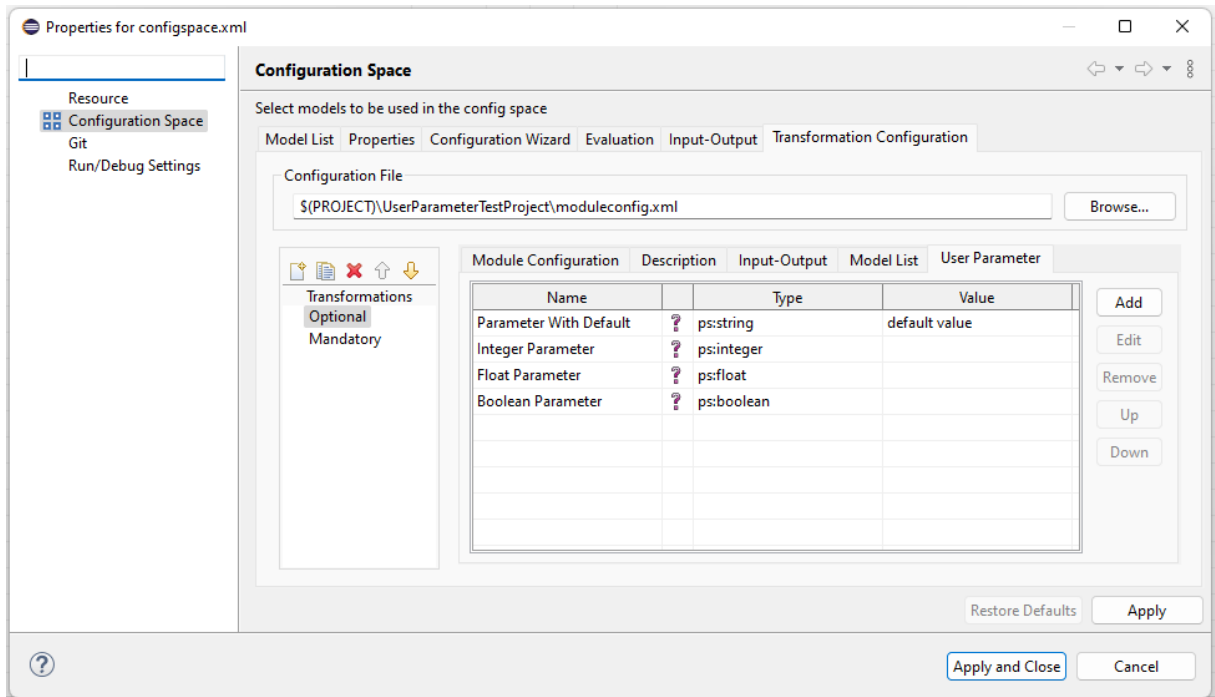 Properties for configspace.xml
Resource
Configuration Space
Git
Run/Debug Settings
Configuration Space
Select models to be used in the config space
Model List Properties Configuration Wizard Evaluation Input-Output Transformation Configuration
Configuration File
$(PROJECT)\UserParameterTestProject\moduleconfig.xml Browse...
Transformations
Optional
Mandatory
Module Configuration Description Input-Output Model List User Parameter
Name Type Value
Parameter With Default ? ps:string default value
Integer Parameter ? ps:integer
Float Parameter ? ps:float
Boolean Parameter ? ps:boolean
Add
Edit
Remove
Up
Down
Restore Defaults Apply
? Apply and Close Cancel